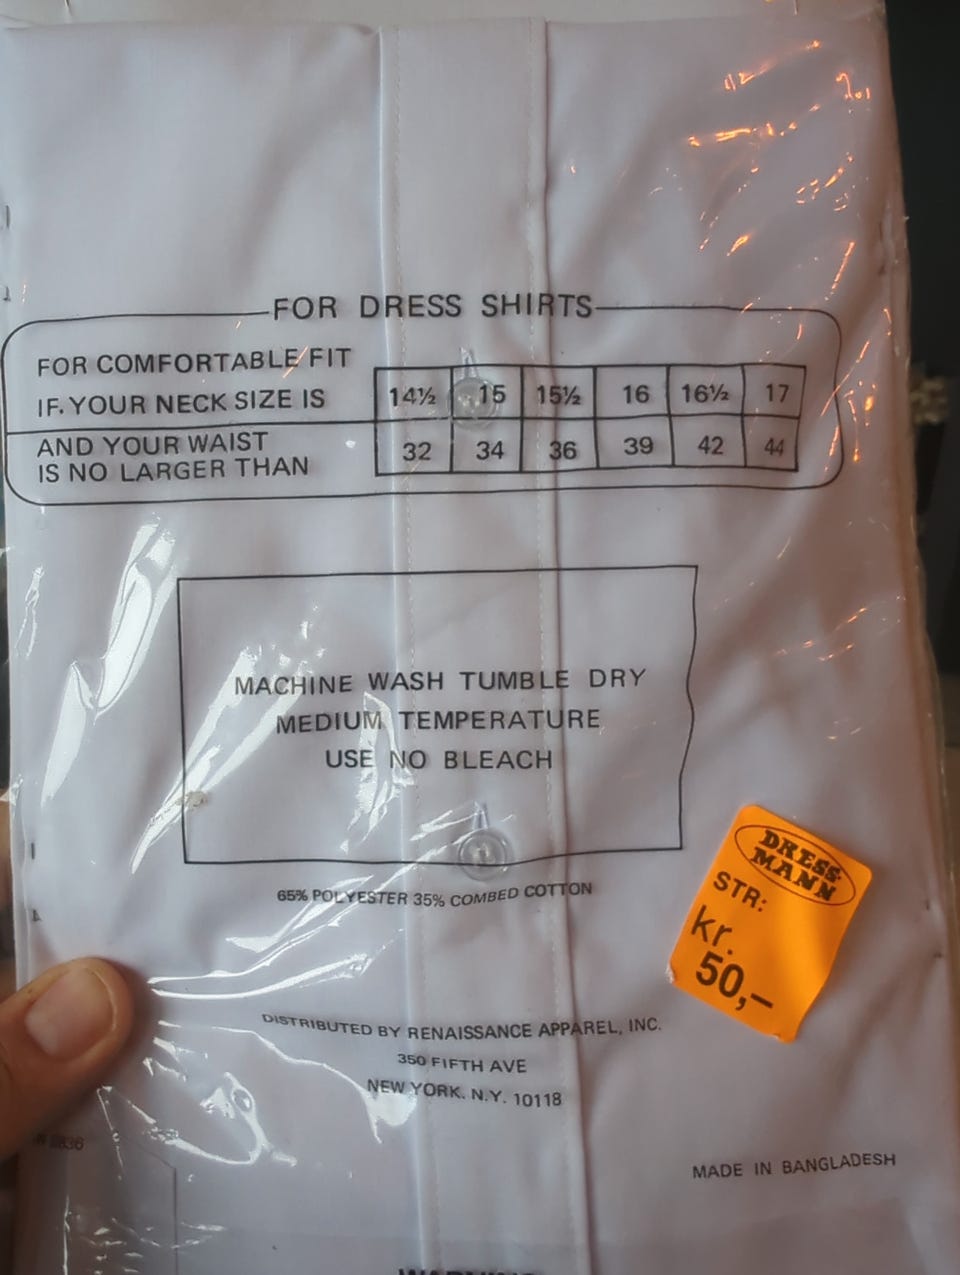 FOR DRESS SHIRTS
FOR COMFORTABLE FIT
IF YOUR NECK SIZE IS 14½ 15 15½ 16 16½ 17
AND YOUR WAIST
IS NO LARGER THAN 32 34 36 39 42 44
MACHINE WASH TUMBLE DRY
MEDIUM TEMPERATURE
USE NO BLEACH
65% POLYESTER 35% COMBED COTTON
DRESS
MANN
STR:
kr.
50,-
DISTRIBUTED BY RENAISSANCE APPAREL, INC.
350 FIFTH AVE
NEW YORK. N.Y. 10118
MADE IN BANGLADESH